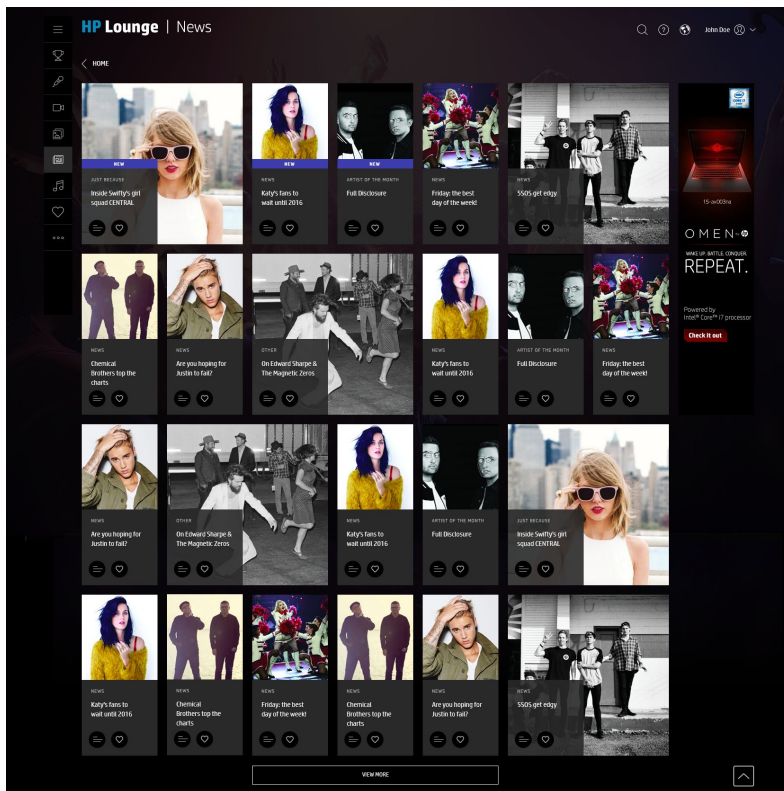 HP Lounge | News
John Doe
HOME
NEW
JUST BECAUSE
Inside Swifty's girl
squad CENTRAL
NEW
NEWS
Katy's fans to
wait until 2016
NEW
ARTIST OF THE MONTH
Full Disclosure
NEWS
Friday: the best
day of the week!
NEWS
5SOS get edgy
CORE i7
15-ax003na
OMEN by hp
WAKE UP. BATTLE. CONQUER.
REPEAT.
Powered by
Intel® Core™ i7 processor
Check it out
NEWS
Chemical
Brothers top the
charts
NEWS
Are you hoping for
Justin to fail?
OTHER
On Edward Sharpe &
The Magnetic Zeros
NEWS
Katy's fans to
wait until 2016
ARTIST OF THE MONTH
Full Disclosure
NEWS
Friday: the best
day of the week!
NEWS
Are you hoping for
Justin to fail?
OTHER
On Edward Sharpe &
The Magnetic Zeros
NEWS
Katy's fans to
wait until 2016
ARTIST OF THE MONTH
Full Disclosure
JUST BECAUSE
Inside Swifty's girl
squad CENTRAL
NEWS
Katy's fans to
wait until 2016
NEWS
Chemical
Brothers top the
charts
NEWS
Friday: the best
day of the week!
NEWS
Chemical
Brothers top the
charts
NEWS
Are you hoping for
Justin to fail?
NEWS
5SOS get edgy
VIEW MORE